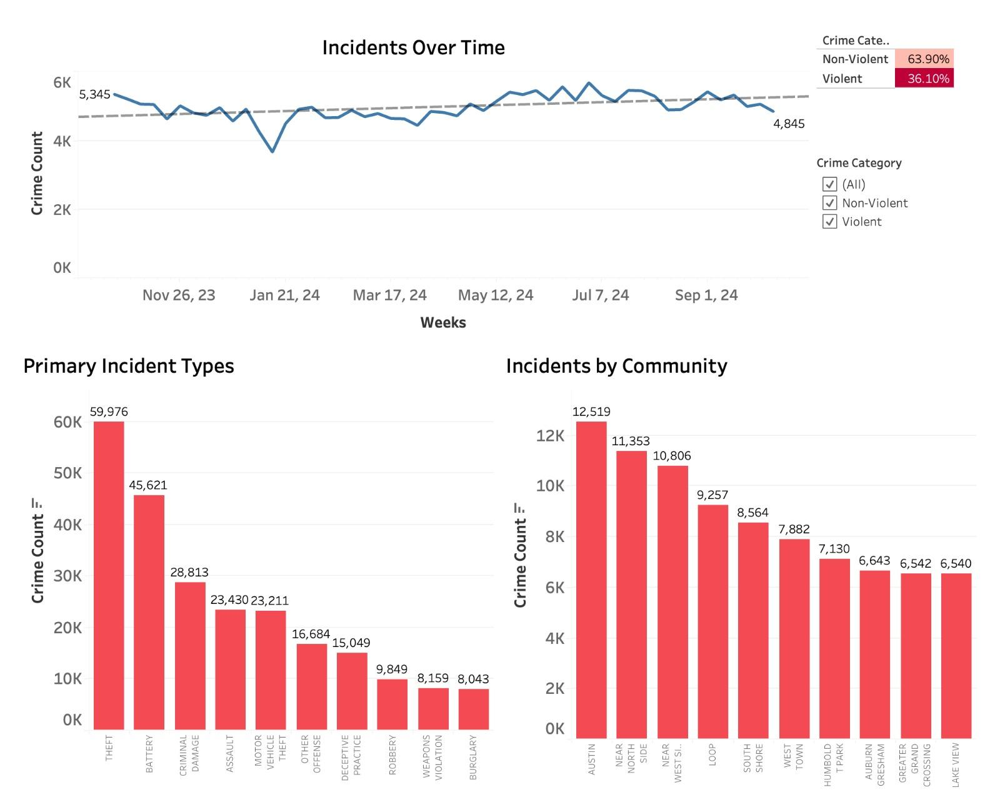 Incidents Over Time
Crime Cate..
Non-Violent 63.90%
Violent 36.10%
6K
4K
2K
0K
Crime Count
5,345
4,845
Nov 26, 23 Jan 21, 24 Mar 17, 24 May 12, 24 Jul 7, 24 Sep 1, 24
Weeks
Crime Category
(All)
Non-Violent
Violent
Primary Incident Types
60K
50K
40K
30K
20K
10K
0K
Crime Count
59,976
45,621
28,813
23,430
23,211
16,684
15,049
9,849
8,159
8,043
THEFT
BATTERY
CRIMINAL
DAMAGE
ASSAULT
MOTOR
VEHICLE
THEFT
OTHER
OFFENSE
DECEPTIVE
PRACTICE
ROBBERY
WEAPONS
VIOLATION
BURGLARY
Incidents by Community
12K
10K
8K
6K
4K
2K
0K
Crime Count
12,519
11,353
10,806
9,257
8,564
7,882
7,130
6,643
6,542
6,540
AUSTIN
NEAR
NORTH
SIDE
NEAR
WEST SI..
LOOP
SOUTH
SHORE
WEST
TOWN
HUMBOLD
T PARK
AUBURN
GRESHAM
GREATER
GRAND
CROSSING
LAKE VIEW